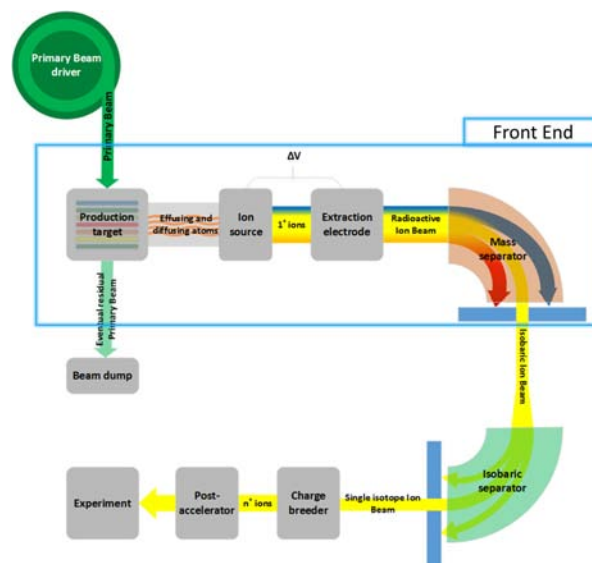 Primary Beam
driver
Primary Beam
Front End
ΔV
Production
target
Effusing and
diffusing atoms
Ion
source
1⁺ ions
Extraction
electrode
Radioactive
Ion Beam
Mass
separator
Eventual residual
Primary Beam
Beam dump
Isobaric Ion Beam
Isobaric
separator
Experiment
Post-
accelerator
n⁺ ions
Charge
breeder
Single isotope Ion
Beam